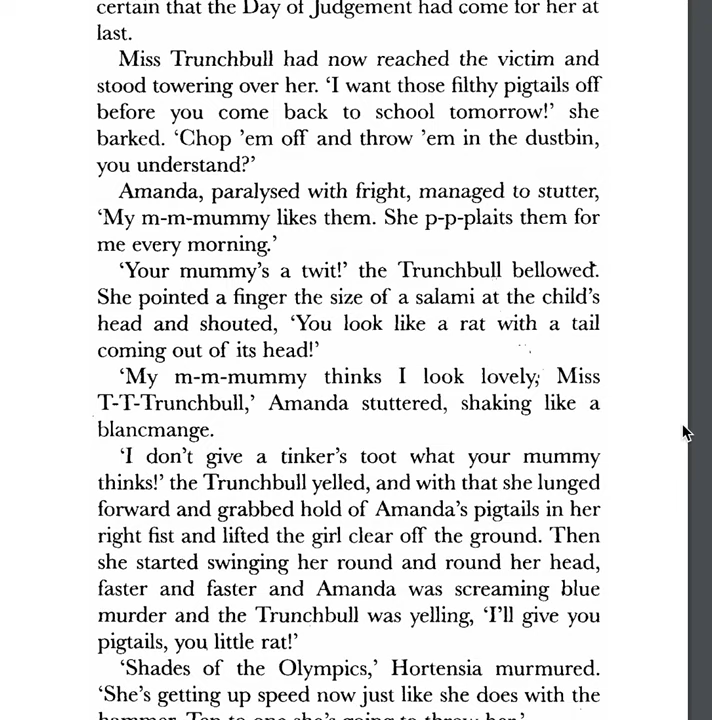 certain that the Day of Judgement had come for her at
last.
Miss Trunchbull had now reached the victim and
stood towering over her. ‘I want those filthy pigtails off
before you come back to school tomorrow!’ she
barked. ‘Chop ’em off and throw ’em in the dustbin,
you understand?’
Amanda, paralysed with fright, managed to stutter,
‘My m-m-mummy likes them. She p-p-plaits them for
me every morning.’
‘Your mummy’s a twit!’ the Trunchbull bellowed.
She pointed a finger the size of a salami at the child’s
head and shouted, ‘You look like a rat with a tail
coming out of its head!’
‘My m-m-mummy thinks I look lovely, Miss
T-T-Trunchbull,’ Amanda stuttered, shaking like a
blancmange.
‘I don’t give a tinker’s toot what your mummy
thinks!’ the Trunchbull yelled, and with that she lunged
forward and grabbed hold of Amanda’s pigtails in her
right fist and lifted the girl clear off the ground. Then
she started swinging her round and round her head,
faster and faster and Amanda was screaming blue
murder and the Trunchbull was yelling, ‘I’ll give you
pigtails, you little rat!’
‘Shades of the Olympics,’ Hortensia murmured.
‘She’s getting up speed now just like she does with the
hammer. Ten to one she’s going to throw her.’